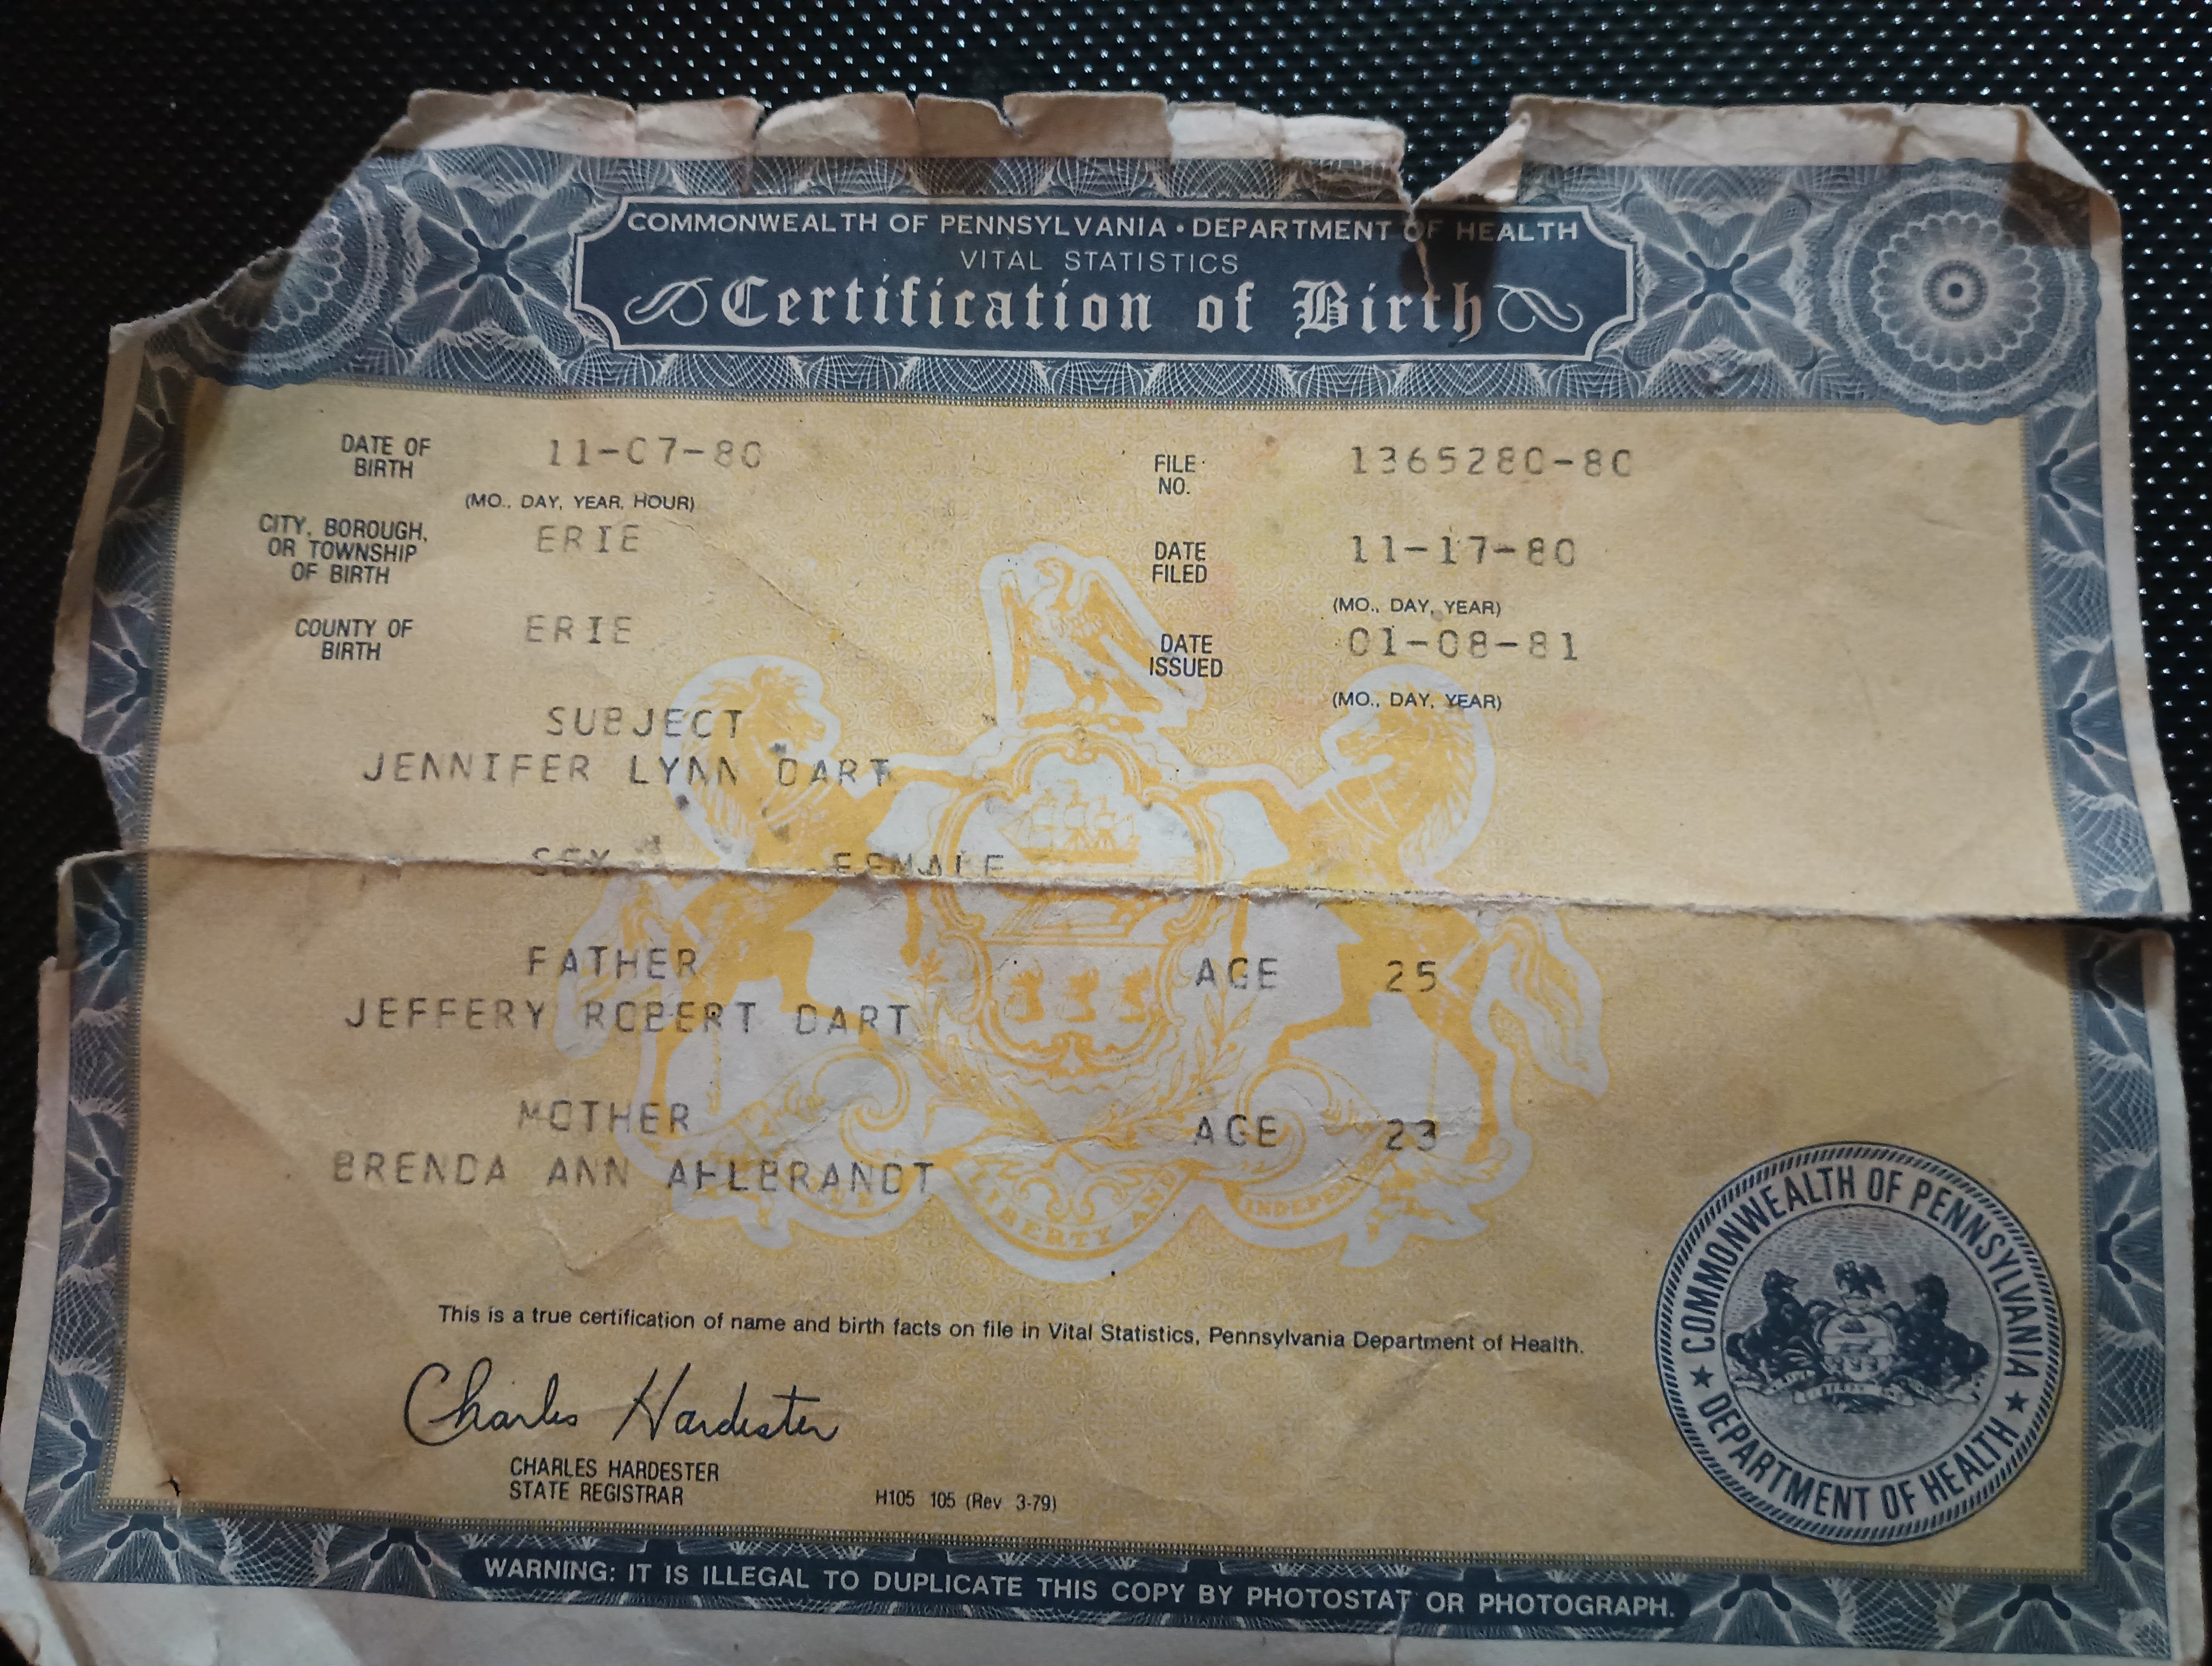 COMMONWEALTH OF PENNSYLVANIA • DEPARTMENT OF HEALTH
VITAL STATISTICS
Certification of Birth
DATE OF BIRTH 11-07-80
(MO., DAY, YEAR, HOUR)
FILE NO. 1365280-80
CITY, BOROUGH, OR TOWNSHIP OF BIRTH ERIE
DATE FILED 11-17-80
(MO., DAY, YEAR)
COUNTY OF BIRTH ERIE
DATE ISSUED 01-08-81
(MO., DAY, YEAR)
SUBJECT
JENNIFER LYNN DART
SEX FEMALE
FATHER AGE 25
JEFFERY ROBERT DART
MOTHER AGE 23
BRENDA ANN AHLBRANDT
LIBERTY AND
This is a true certification of name and birth facts on file in Vital Statistics, Pennsylvania Department of Health.
Charles Hardester
CHARLES HARDESTER
STATE REGISTRAR
H105 105 (Rev 3-79)
COMMONWEALTH OF PENNSYLVANIA
★ DEPARTMENT OF HEALTH ★
WARNING: IT IS ILLEGAL TO DUPLICATE THIS COPY BY PHOTOSTAT OR PHOTOGRAPH.